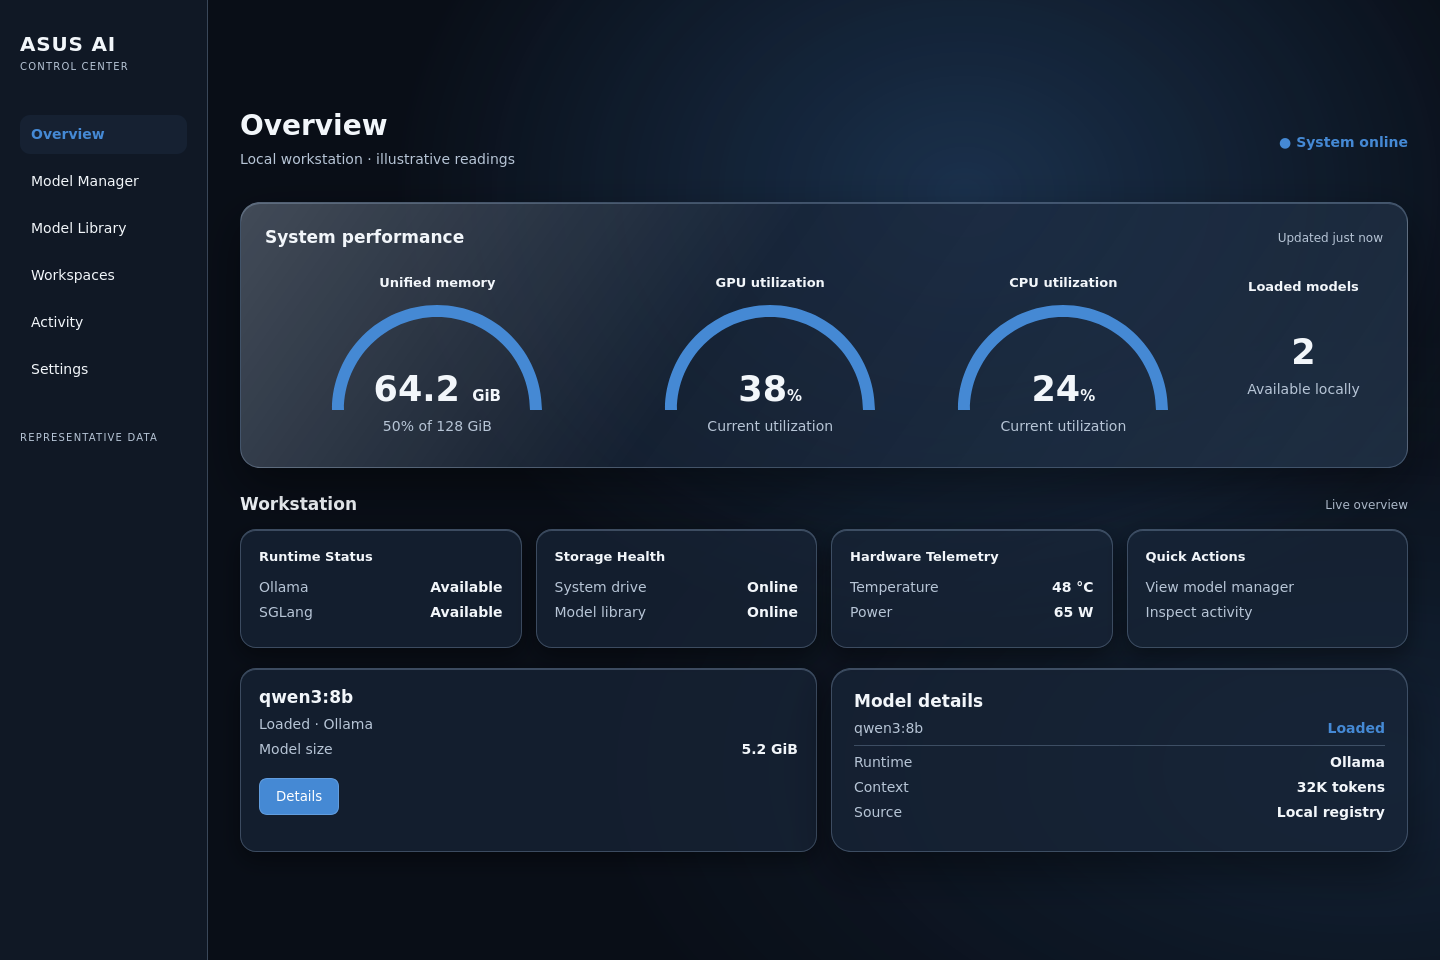 ASUS AI
CONTROL CENTER
Overview
Model Manager
Model Library
Workspaces
Activity
Settings
REPRESENTATIVE DATA
Overview
Local workstation · illustrative readings
● System online
System performance
Updated just now
Unified memory
64.2 GiB
50% of 128 GiB
GPU utilization
38%
Current utilization
CPU utilization
24%
Current utilization
Loaded models
2
Available locally
Workstation
Live overview
Runtime Status
Ollama Available
SGLang Available
Storage Health
System drive Online
Model library Online
Hardware Telemetry
Temperature 48 °C
Power 65 W
Quick Actions
View model manager
Inspect activity
qwen3:8b
Loaded · Ollama
Model size 5.2 GiB
Details
Model details
qwen3:8b Loaded
Runtime Ollama
Context 32K tokens
Source Local registry